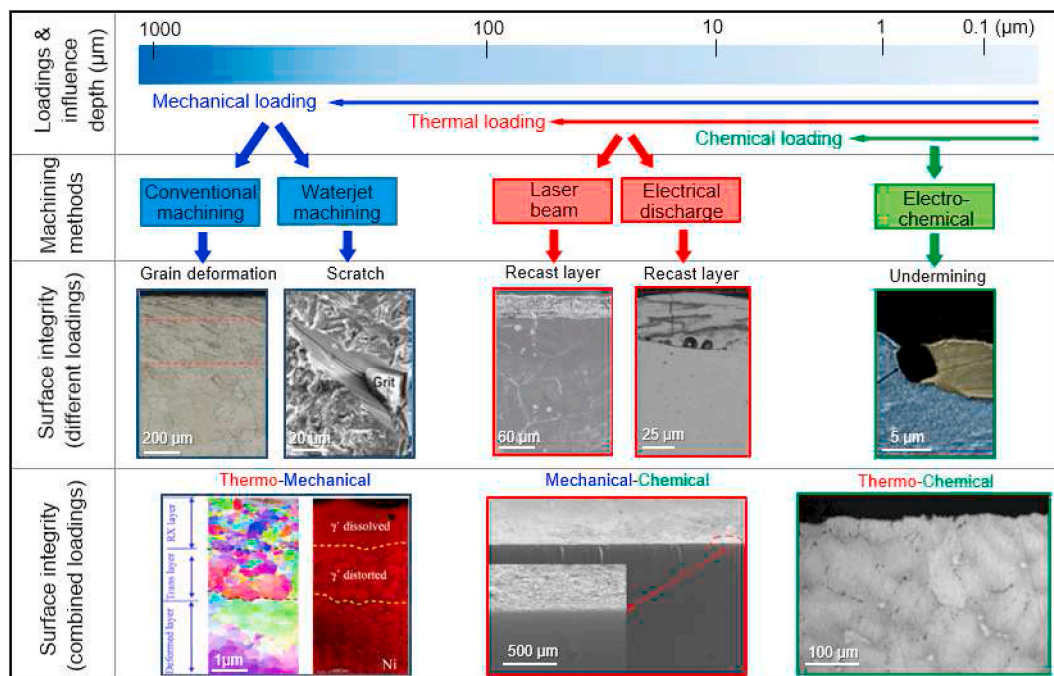 Loadings &
influence
depth (μm)
1000
100
10
1
0.1 (μm)
Mechanical loading
Thermal loading
Chemical loading
Machining
methods
Conventional
machining
Waterjet
machining
Laser
beam
Electrical
discharge
Electro-
chemical
Surface integrity
(different loadings)
Grain deformation
Scratch
Recast layer
Recast layer
Undermining
Grit
200 μm
20 μm
60 μm
25 μm
5 μm
Surface integrity
(combined loadings)
Thermo-Mechanical
Mechanical-Chemical
Thermo-Chemical
RX layer
Trans layer
Deformed layer
γ' dissolved
γ' distorted
1μm
Ni
500 μm
100 μm